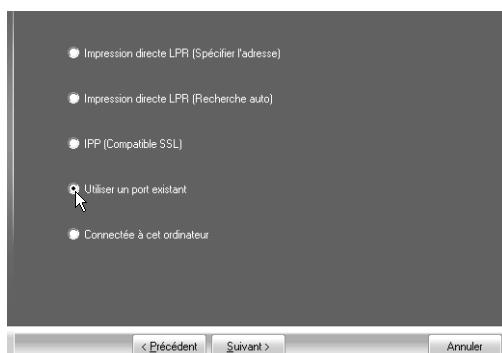 Impression directe LPR (Spécifier l'adresse)
Impression directe LPR (Recherche auto)
IPP (Compatible SSL)
Utiliser un port existant
Connectée à cet ordinateur
< Précédent Suivant > Annuler